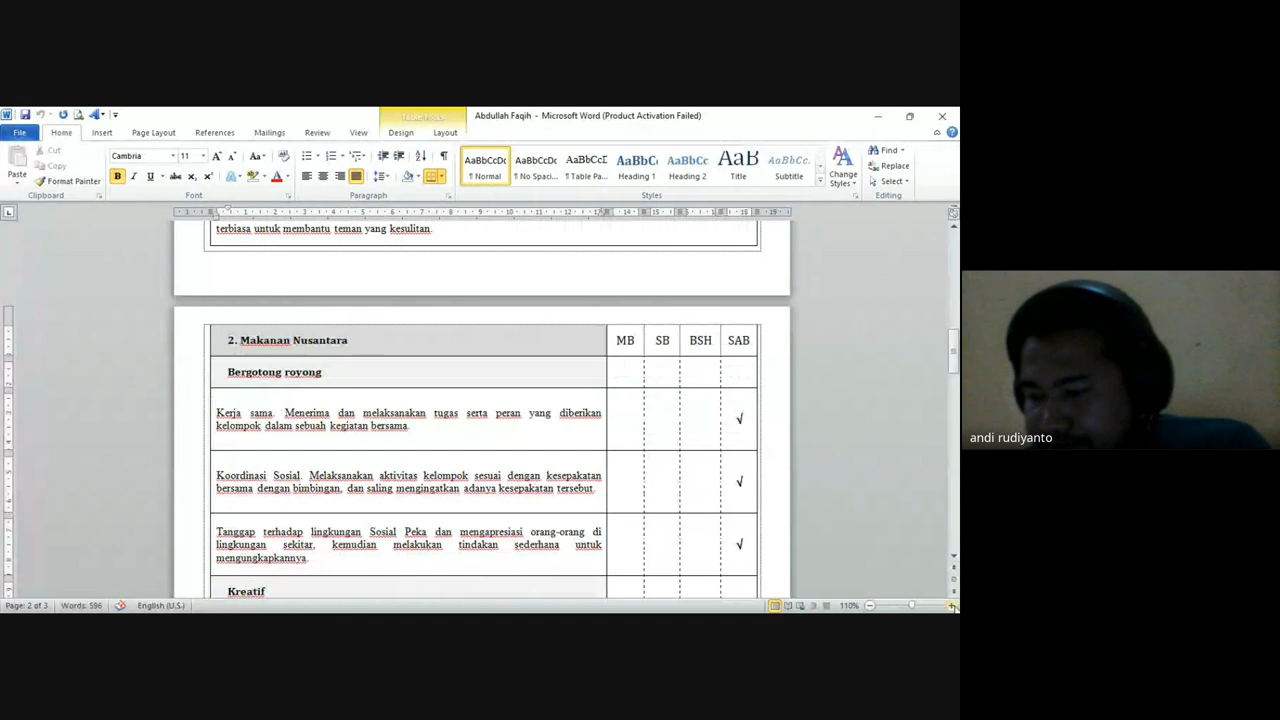 Table Tools
Abdullah Faqih - Microsoft Word (Product Activation Failed)
File Home Insert Page Layout References Mailings Review View Design Layout
Paste
Cut
Copy
Format Painter
Clipboard
Cambria 11
Font
Paragraph
AaBbCcDc AaBbCcDc AaBbCcD AaBbC AaBbCc AaB AaBbCc.
¶ Normal ¶ No Spaci... ¶ Table Pa... Heading 1 Heading 2 Title Subtitle
Styles
Change Styles
Find
Replace
Select
Editing
terbiasa untuk membantu teman yang kesulitan.
2. Makanan Nusantara MB SB BSH SAB
Bergotong royong
Kerja sama. Menerima dan melaksanakan tugas serta peran yang diberikan
kelompok dalam sebuah kegiatan bersama. √
Koordinasi Sosial. Melaksanakan aktivitas kelompok sesuai dengan kesepakatan
bersama dengan bimbingan, dan saling mengingatkan adanya kesepakatan tersebut. √
Tanggap terhadap lingkungan Sosial Peka dan mengapresiasi orang-orang di
lingkungan sekitar, kemudian melakukan tindakan sederhana untuk √
mengungkapkannya.
Kreatif
Page: 2 of 3 Words: 596 English (U.S.) 110%
andi rudiyanto